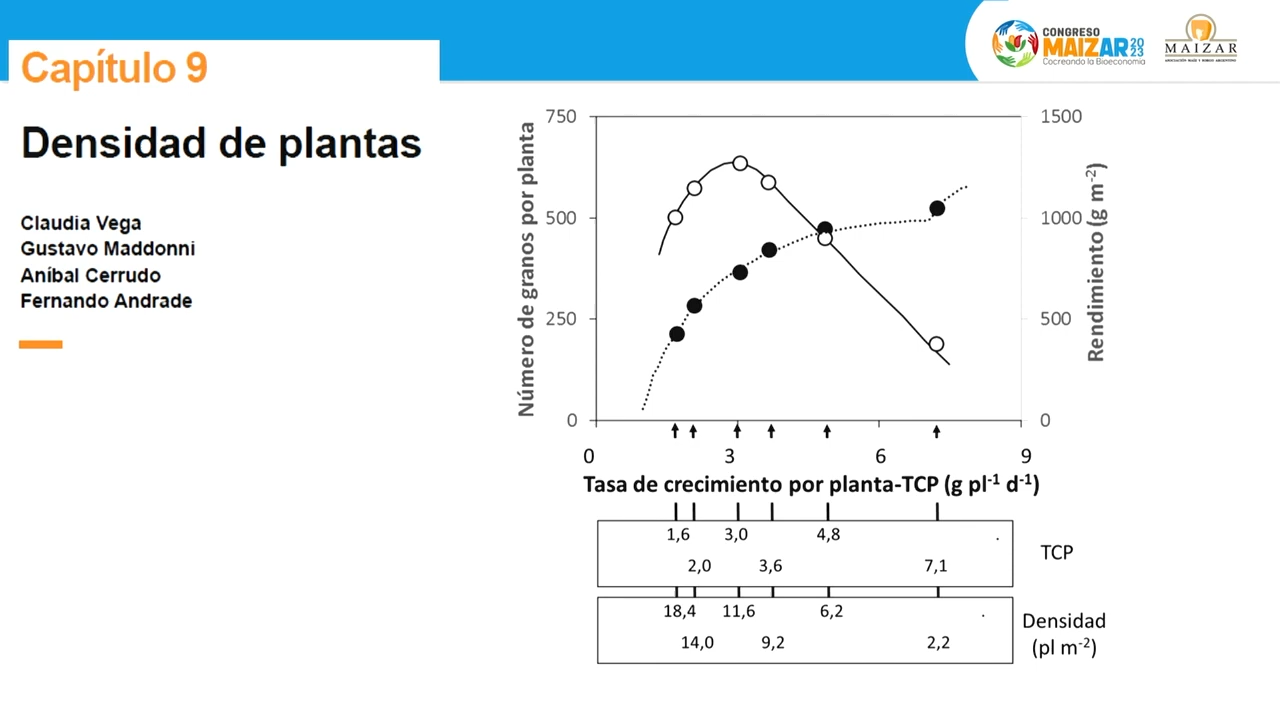 Capítulo 9
CONGRESO
MAIZAR 2023
Cocreando la Bioeconomía
MAIZAR
ASOCIACIÓN MAÍZ Y SORGO ARGENTINO
Densidad de plantas
Claudia Vega
Gustavo Maddonni
Aníbal Cerrudo
Fernando Andrade
Número de granos por planta
750
500
250
0
1500
1000
500
0
Rendimiento (g m⁻²)
0 3 6 9
Tasa de crecimiento por planta-TCP (g pl⁻¹ d⁻¹)
1,6 3,0 4,8 .
2,0 3,6 7,1
TCP
18,4 11,6 6,2 .
14,0 9,2 2,2
Densidad
(pl m⁻²)